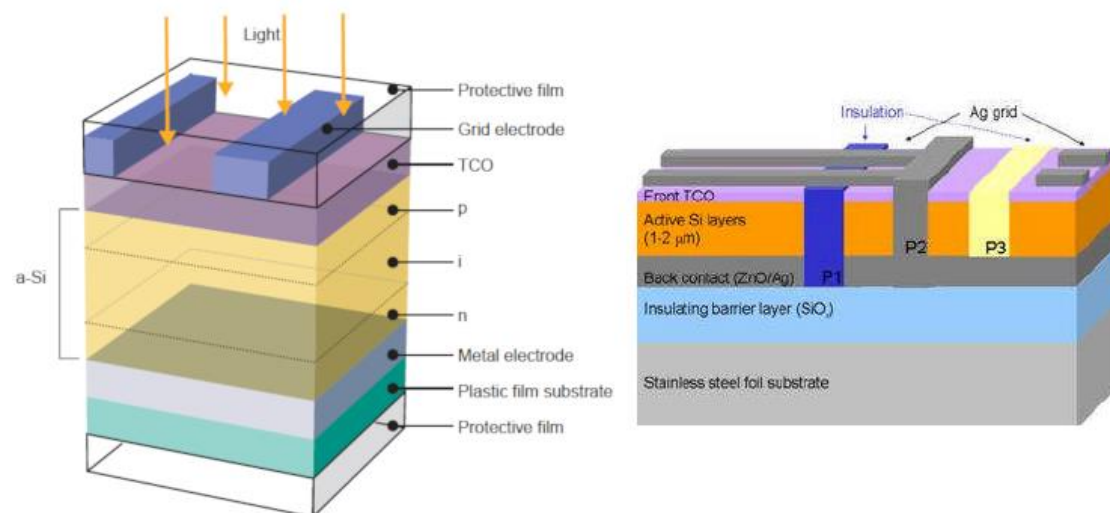 Light
Protective film
Grid electrode
TCO
p
i
a-Si
n
Metal electrode
Plastic film substrate
Protective film
Insulation
Ag grid
Front TCO
Active Si layers
(1-2 μm)
P1
P2
P3
Back contact (ZnO/Ag)
Insulating barrier layer (SiOx)
Stainless steel foil substrate